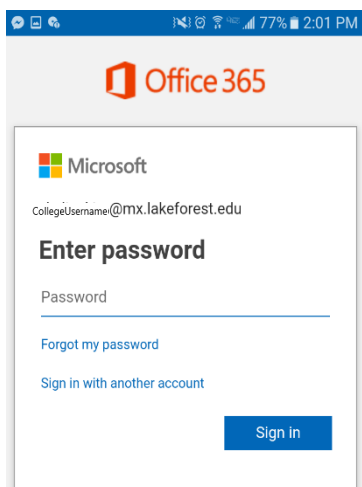 77% 2:01 PM
Office 365
Microsoft
CollegeUsername@mx.lakeforest.edu
Enter password
Password
Forgot my password
Sign in with another account
Sign in